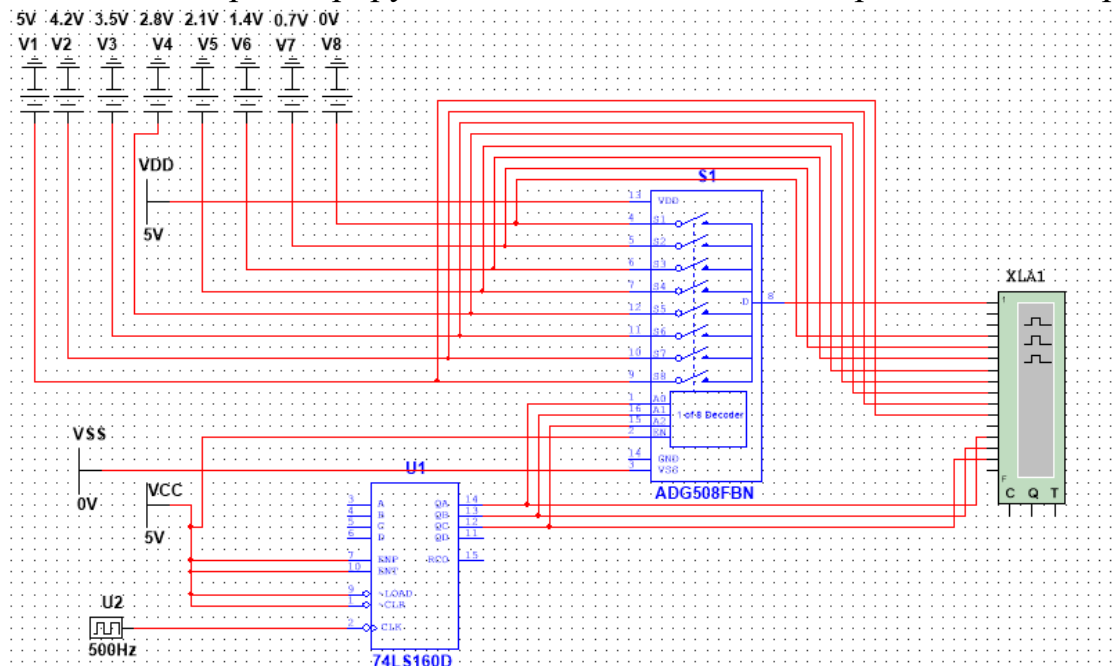 5V 4.2V 3.5V 2.8V 2.1V 1.4V 0.7V 0V
V1 V2 V3 V4 V5 V6 V7 V8
VDD
5V
S1
13 VDD
4 S1
5 S2
6 S3
7 S4
12 S5
11 S6
10 S7
9 S8
D 8
1 A0
16 A1
15 A2
2 EN
1-of-8 Decoder
14 GND
3 VSS
ADG508FBN
XLA1
1
F
C Q T
VSS
0V
VCC
5V
U1
3 A QA 14
4 B QB 13
5 C QC 12
6 D QD 11
7 ENP RCO 15
10 ENT
9 ~LOAD
1 ~CLR
2 CLK
74LS160D
U2
500Hz